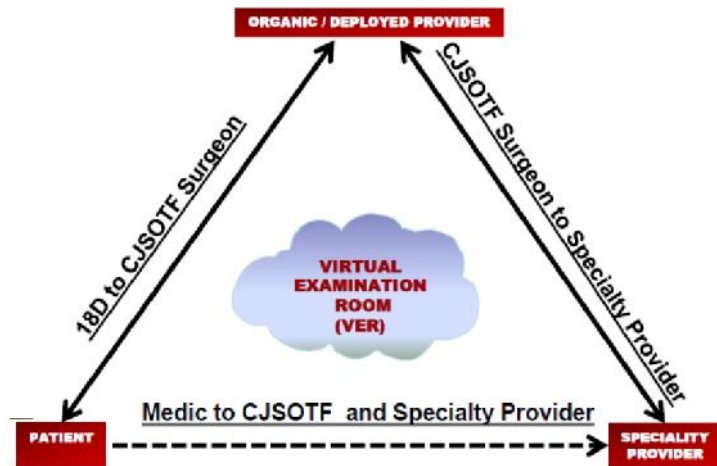 ORGANIC / DEPLOYED PROVIDER
18D to CJSOTF Surgeon
CJSOTF Surgeon to Specialty Provider
VIRTUAL
EXAMINATION
ROOM
(VER)
Medic to CJSOTF and Specialty Provider
PATIENT
SPECIALITY
PROVIDER